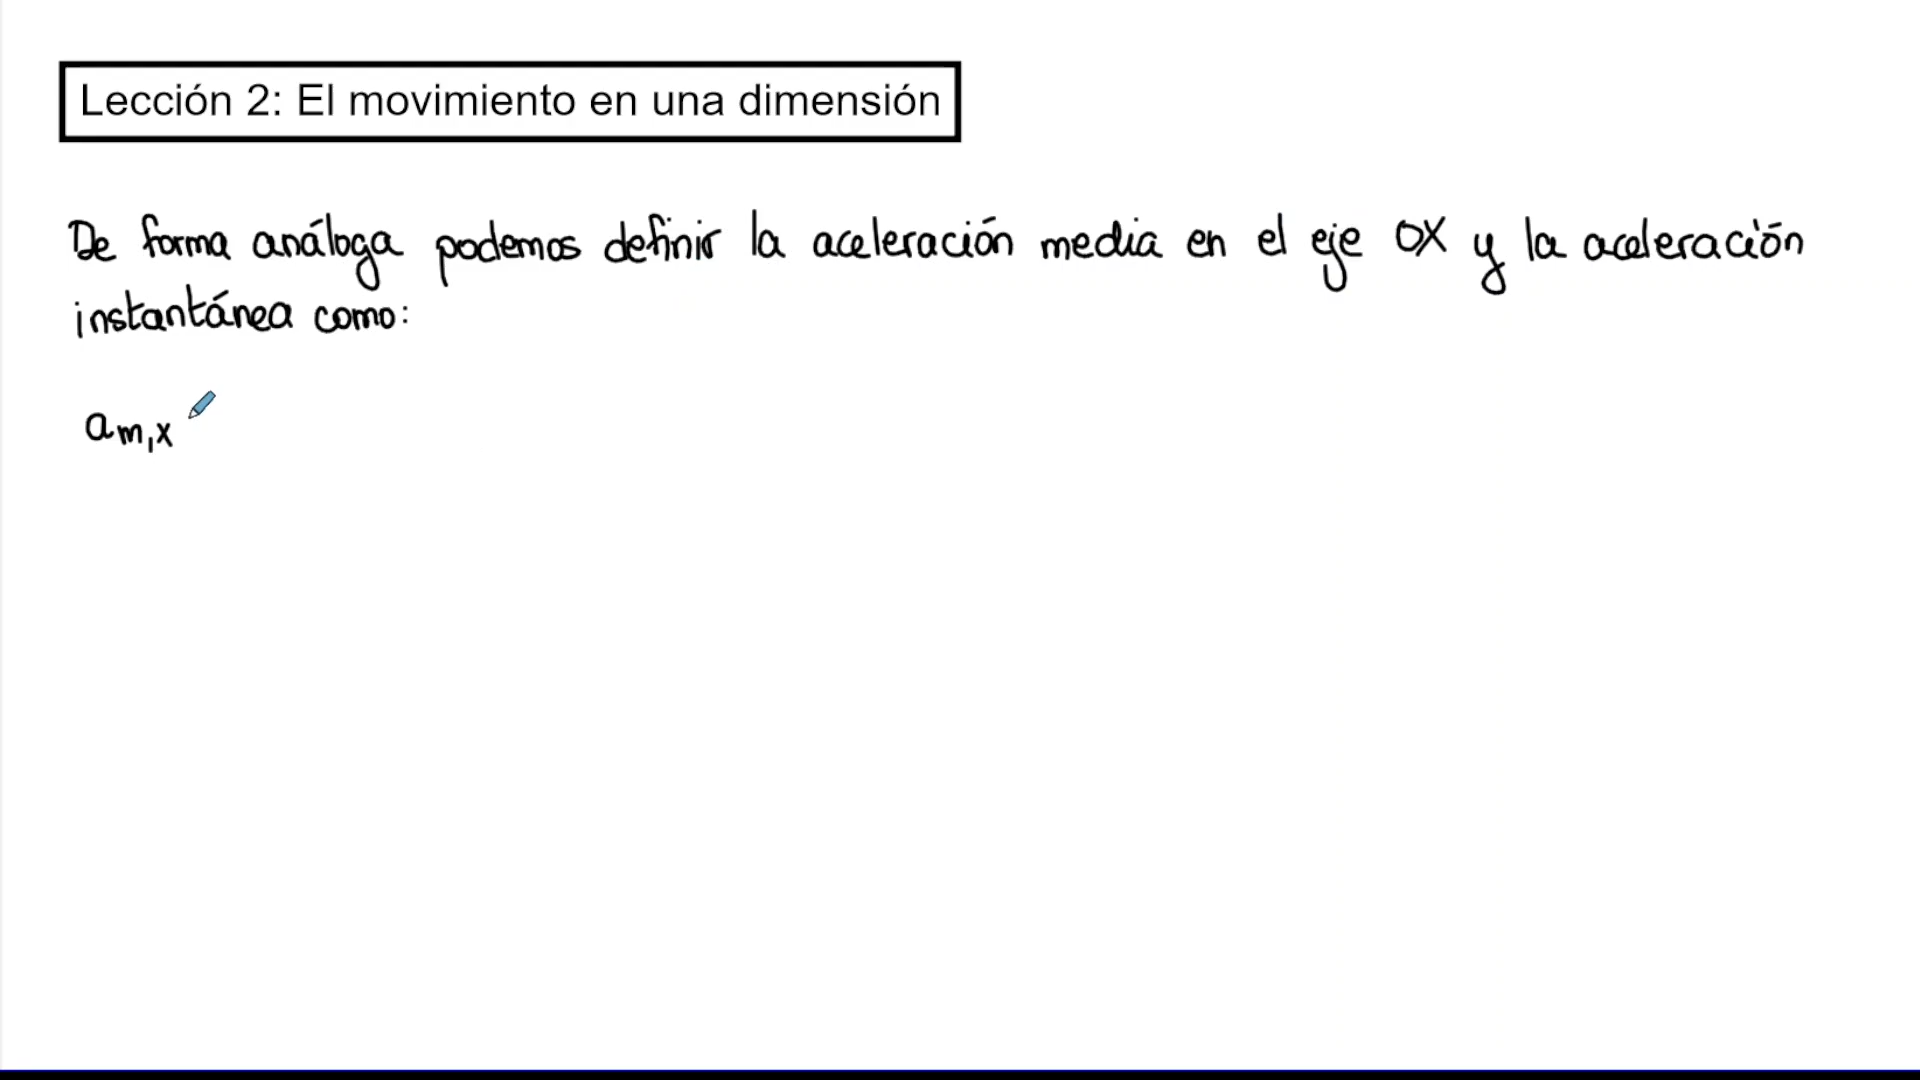 Lección 2: El movimiento en una dimensión
De forma análoga podemos definir la aceleración media en el eje OX y la aceleración
instantánea como:
am,x